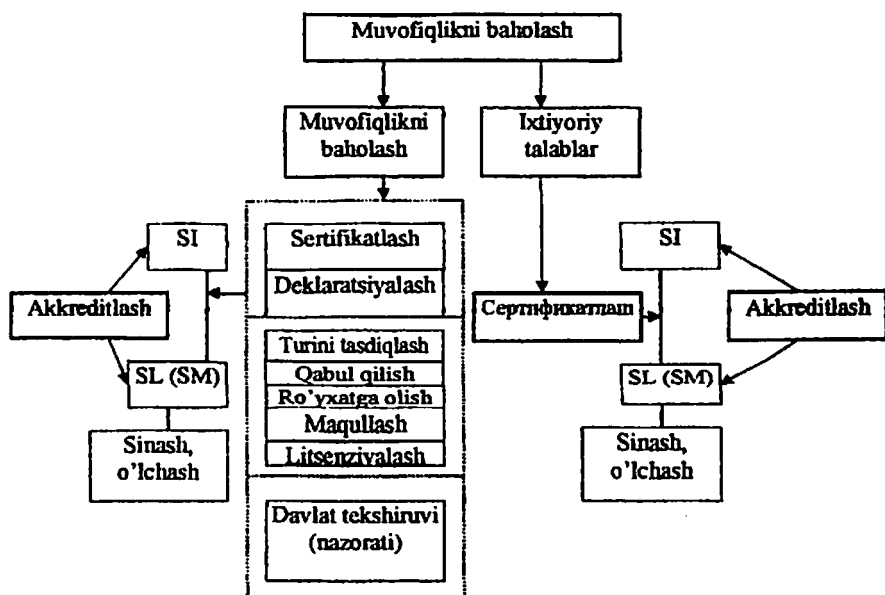 Muvofiqlikni baholash
Muvofiqlikni
baholash
Ixtiyoriy
talablar
SI
Sertifikatlash
Deklaratsiyalash
Akkreditlash
SL (SM)
Sinash,
o'lchash
Turini tasdiqlash
Qabul qilish
Ro'yxatga olish
Maqullash
Litsenziyalash
Davlat tekshiruvi
(nazorati)
Сертификатлаш
SI
Akkreditlash
SL (SM)
Sinash,
o'lchash